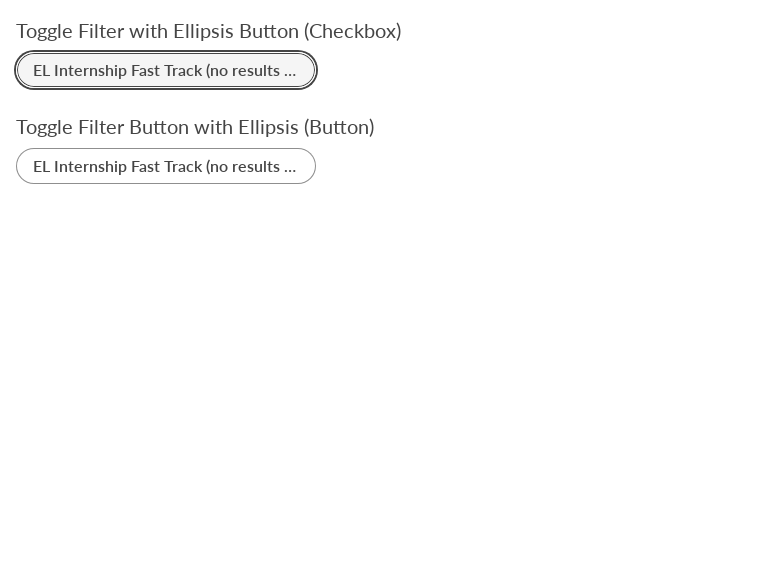 Toggle Filter with Ellipsis Button (Checkbox)
EL Internship Fast Track (no results ...
Toggle Filter Button with Ellipsis (Button)
EL Internship Fast Track (no results ...